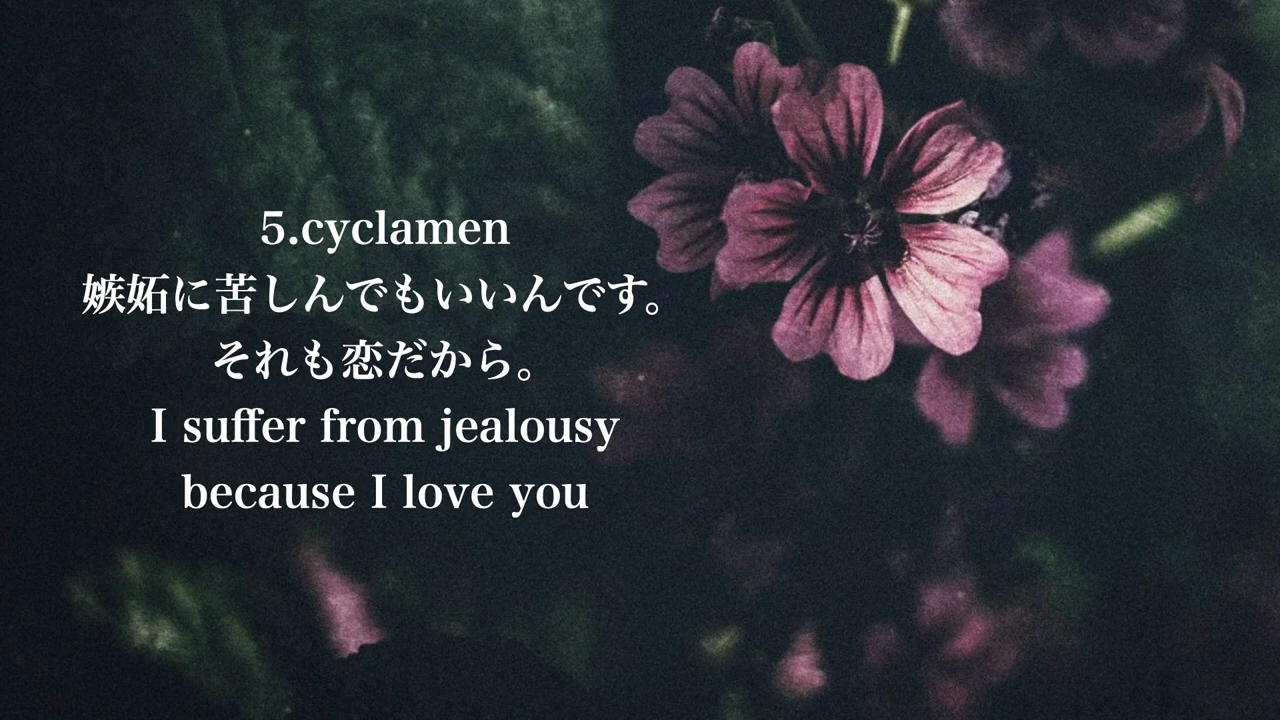 5.cyclamen
嫉妬に苦しんでもいいんです。
それも恋だから。
I suffer from jealousy
because I love you